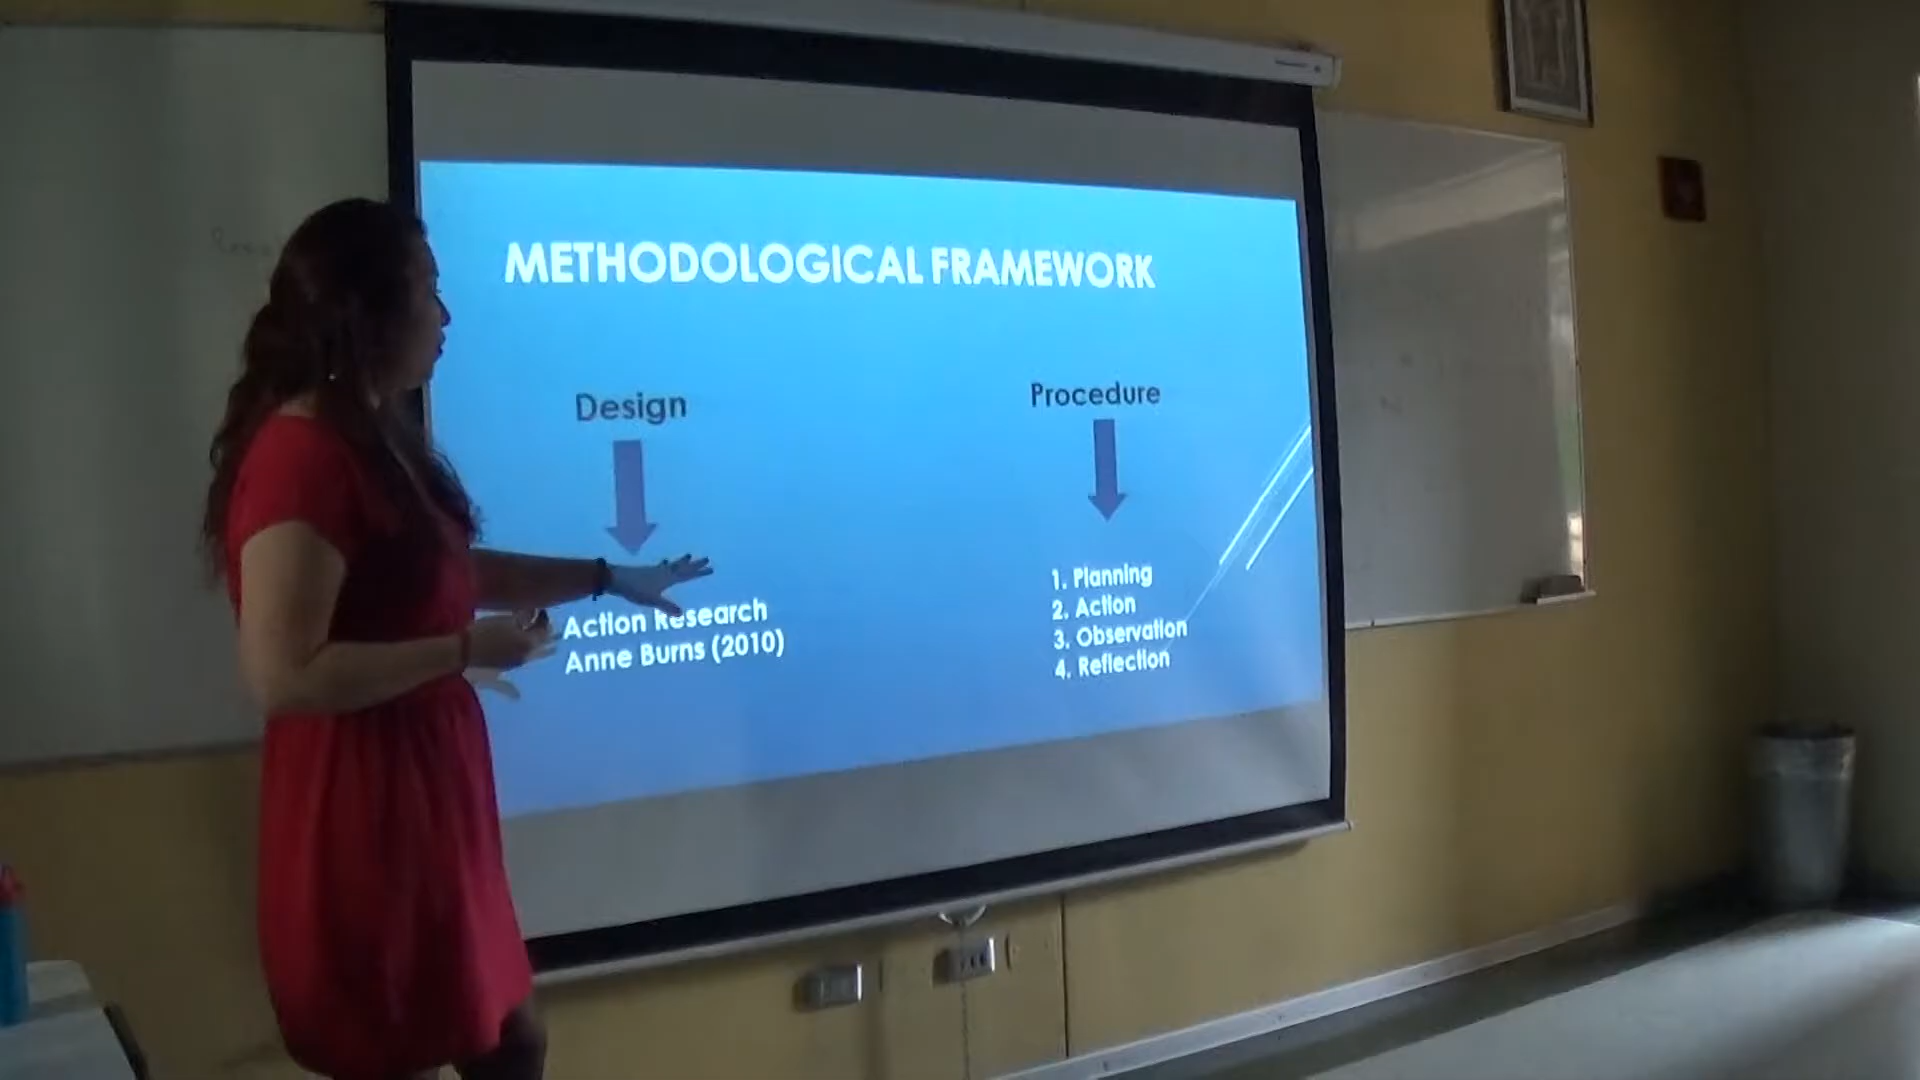 METHODOLOGICAL FRAMEWORK
Design
Action Research
Anne Burns (2010)
Procedure
1. Planning
2. Action
3. Observation
4. Reflection